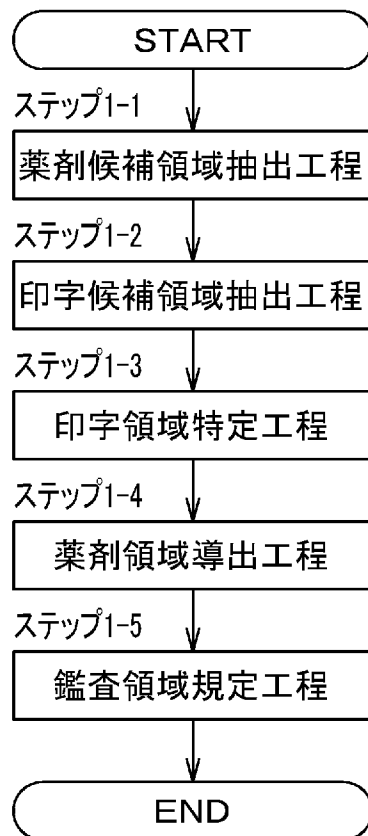 START
ステップ1-1
薬剤候補領域抽出工程
ステップ1-2
印字候補領域抽出工程
ステップ1-3
印字領域特定工程
ステップ1-4
薬剤領域導出工程
ステップ1-5
鑑査領域規定工程
END